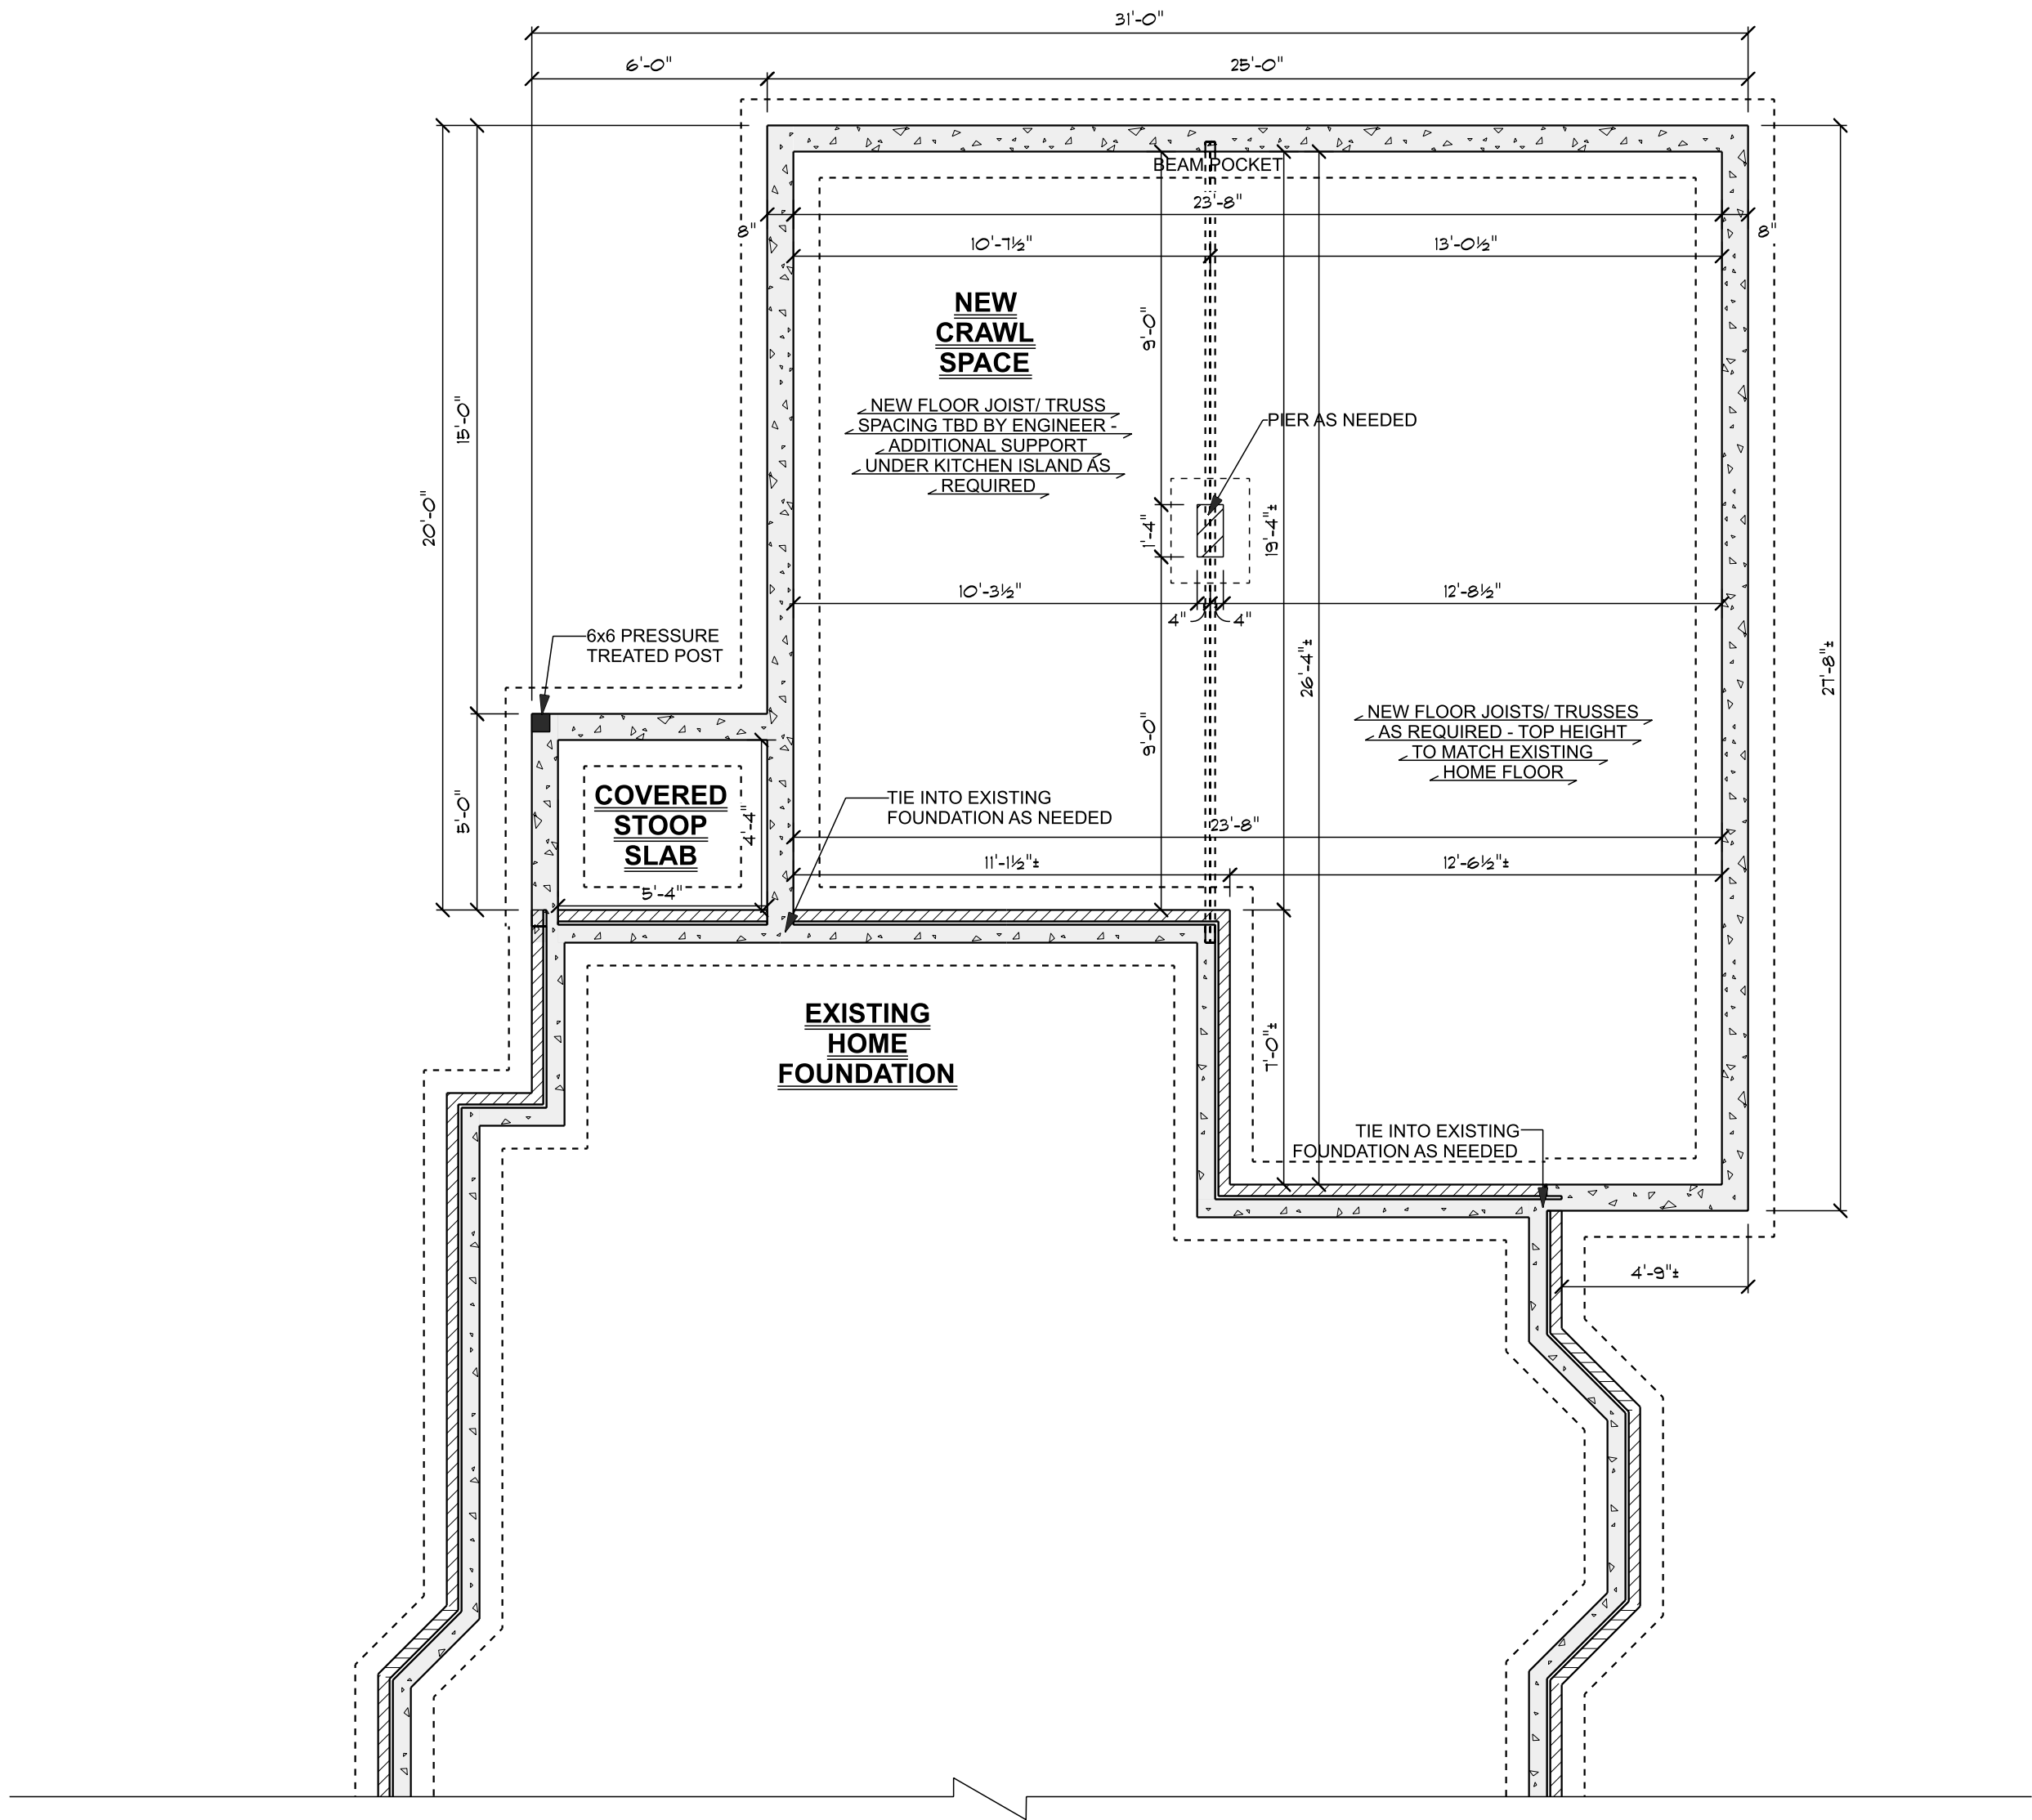 31'-0"
6'-0"
25'-0"
BEAM POCKET
23'-8"
8"
8"
10'-7½"
13'-0½"
NEW
CRAWL
SPACE
9'-0"
15'-0"
20'-0"
NEW FLOOR JOIST/ TRUSS
SPACING TBD BY ENGINEER -
ADDITIONAL SUPPORT
UNDER KITCHEN ISLAND AS
REQUIRED
PIER AS NEEDED
1'-4"
19'-4"±
10'-3½"
12'-8½"
4"
4"
6x6 PRESSURE
TREATED POST
26'-4"±
27'-8"±
9'-0"
NEW FLOOR JOISTS/ TRUSSES
AS REQUIRED - TOP HEIGHT
TO MATCH EXISTING
HOME FLOOR
5'-0"
COVERED
STOOP
SLAB
4'-4"
5'-4"
TIE INTO EXISTING
FOUNDATION AS NEEDED
23'-8"
11'-1½"±
12'-6½"±
EXISTING
HOME
FOUNDATION
7'-0"±
TIE INTO EXISTING
FOUNDATION AS NEEDED
4'-9"±